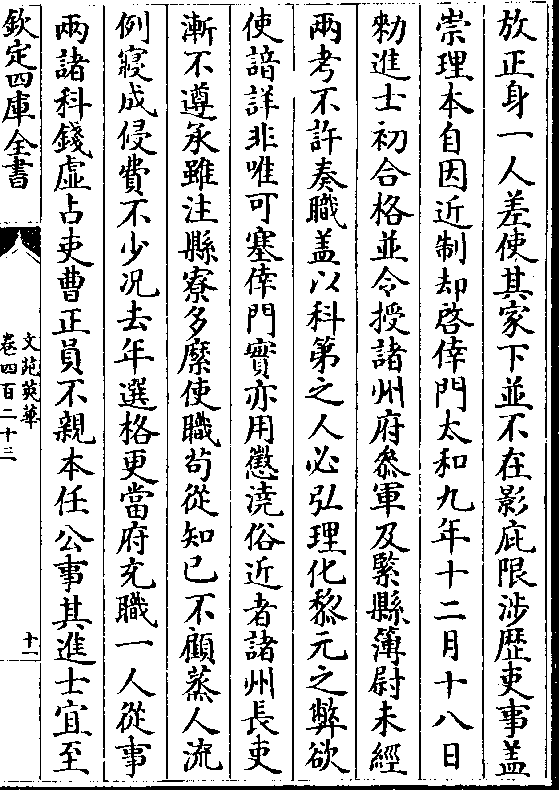 放正身一人差使其家下並不在影庇限涉歴吏事盖
崇理本自因近制却啓倖門太和九年十二月十八日
勑進士初合格並令授諸州府叅軍及緊縣簿尉未經
兩考不許奏職盖以科第之人必弘理化黎元之弊欲
使諳詳非唯可塞倖門實亦用懲澆俗近者諸州長吏
漸不遵承雖注縣寮多縻使職茍從知已不顧蒸人流
例寖成侵費不少况去年選格更當府充職一人從事
兩諸科錢虛占吏曹正員不親本任公事其進士宜至
欽定四庫全書
文苑英華
卷四百二十三
十一